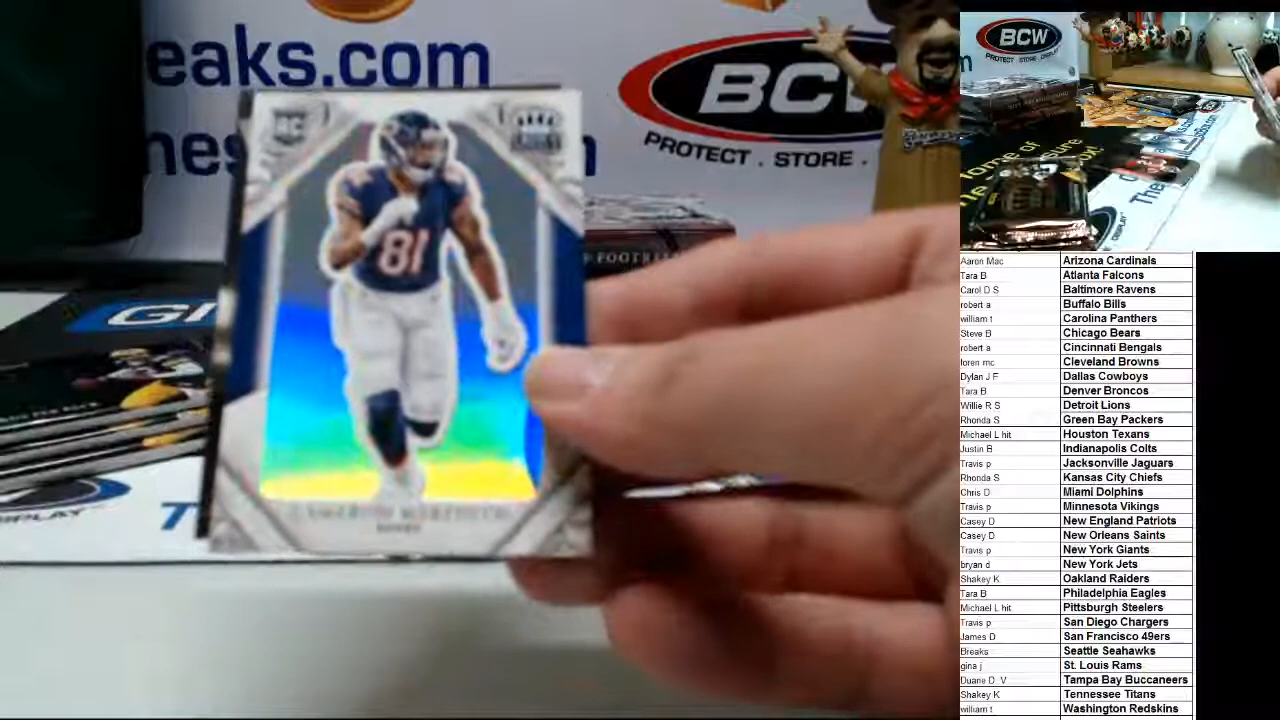 eaks.com
BCW
PROTECT . STORE .
RC
81
FOOTBALL
GI
BCW
PROTECT STORE DISPLAY
Aaron Mac Arizona Cardinals
Tara B Atlanta Falcons
Carol D S Baltimore Ravens
robert a Buffalo Bills
william t Carolina Panthers
Steve B Chicago Bears
robert a Cincinnati Bengals
loren mc Cleveland Browns
Dylan J F Dallas Cowboys
Tara B Denver Broncos
Willie R S Detroit Lions
Rhonda S Green Bay Packers
Michael L hit Houston Texans
Justin B Indianapolis Colts
Travis p Jacksonville Jaguars
Rhonda S Kansas City Chiefs
Chris D Miami Dolphins
Travis p Minnesota Vikings
Casey D New England Patriots
Casey D New Orleans Saints
Travis p New York Giants
bryan d New York Jets
Shakey K Oakland Raiders
Tara B Philadelphia Eagles
Michael L hit Pittsburgh Steelers
Travis p San Diego Chargers
James D San Francisco 49ers
Breaks Seattle Seahawks
gina j St. Louis Rams
Duane D V Tampa Bay Buccaneers
Shakey K Tennessee Titans
william t Washington Redskins